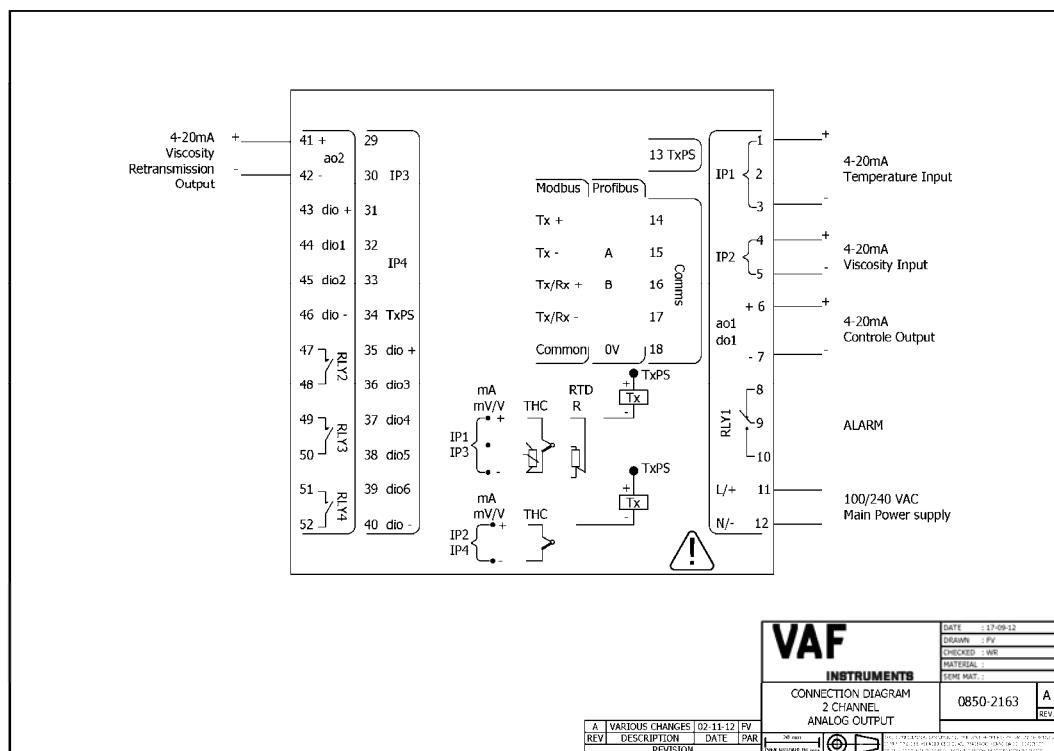 4-20mA +
Viscosity
Retransmission
Output -
41 + 29
ao2
42 - 30 IP3
43 dio + 31
44 dio1 32
IP4
45 dio2 33
46 dio - 34 TxPS
47 35 dio +
RLY2
48 36 dio3
49 37 dio4
RLY3
50 38 dio5
51 39 dio6
RLY4
52 40 dio -
13 TxPS
Modbus Profibus
Tx + 14
Tx - A 15
Tx/Rx + B 16
Tx/Rx - 17
Common 0V 18
Comms
1 +
IP1 2
3 -
4-20mA
Temperature Input
4 +
IP2
5 -
4-20mA
Viscosity Input
+ 6 +
ao1
do1
- 7 -
4-20mA
Controle Output
8
RLY1 9
10
ALARM
L/+ 11
N/- 12
100/240 VAC
Main Power supply
mA
mV/V + THC RTD
R
IP1
IP3
-
TxPS
+
Tx
-
mA
mV/V THC
IP2 +
IP4
-
TxPS
+
Tx
-
VAF
INSTRUMENTS
DATE : 17-09-12
DRAWN : FV
CHECKED : WR
MATERIAL :
SEMI MAT. :
CONNECTION DIAGRAM
2 CHANNEL
ANALOG OUTPUT
0850-2163 A
REV.
A VARIOUS CHANGES 02-11-12 FV
REV DESCRIPTION DATE PAR
REVISION
20 mm